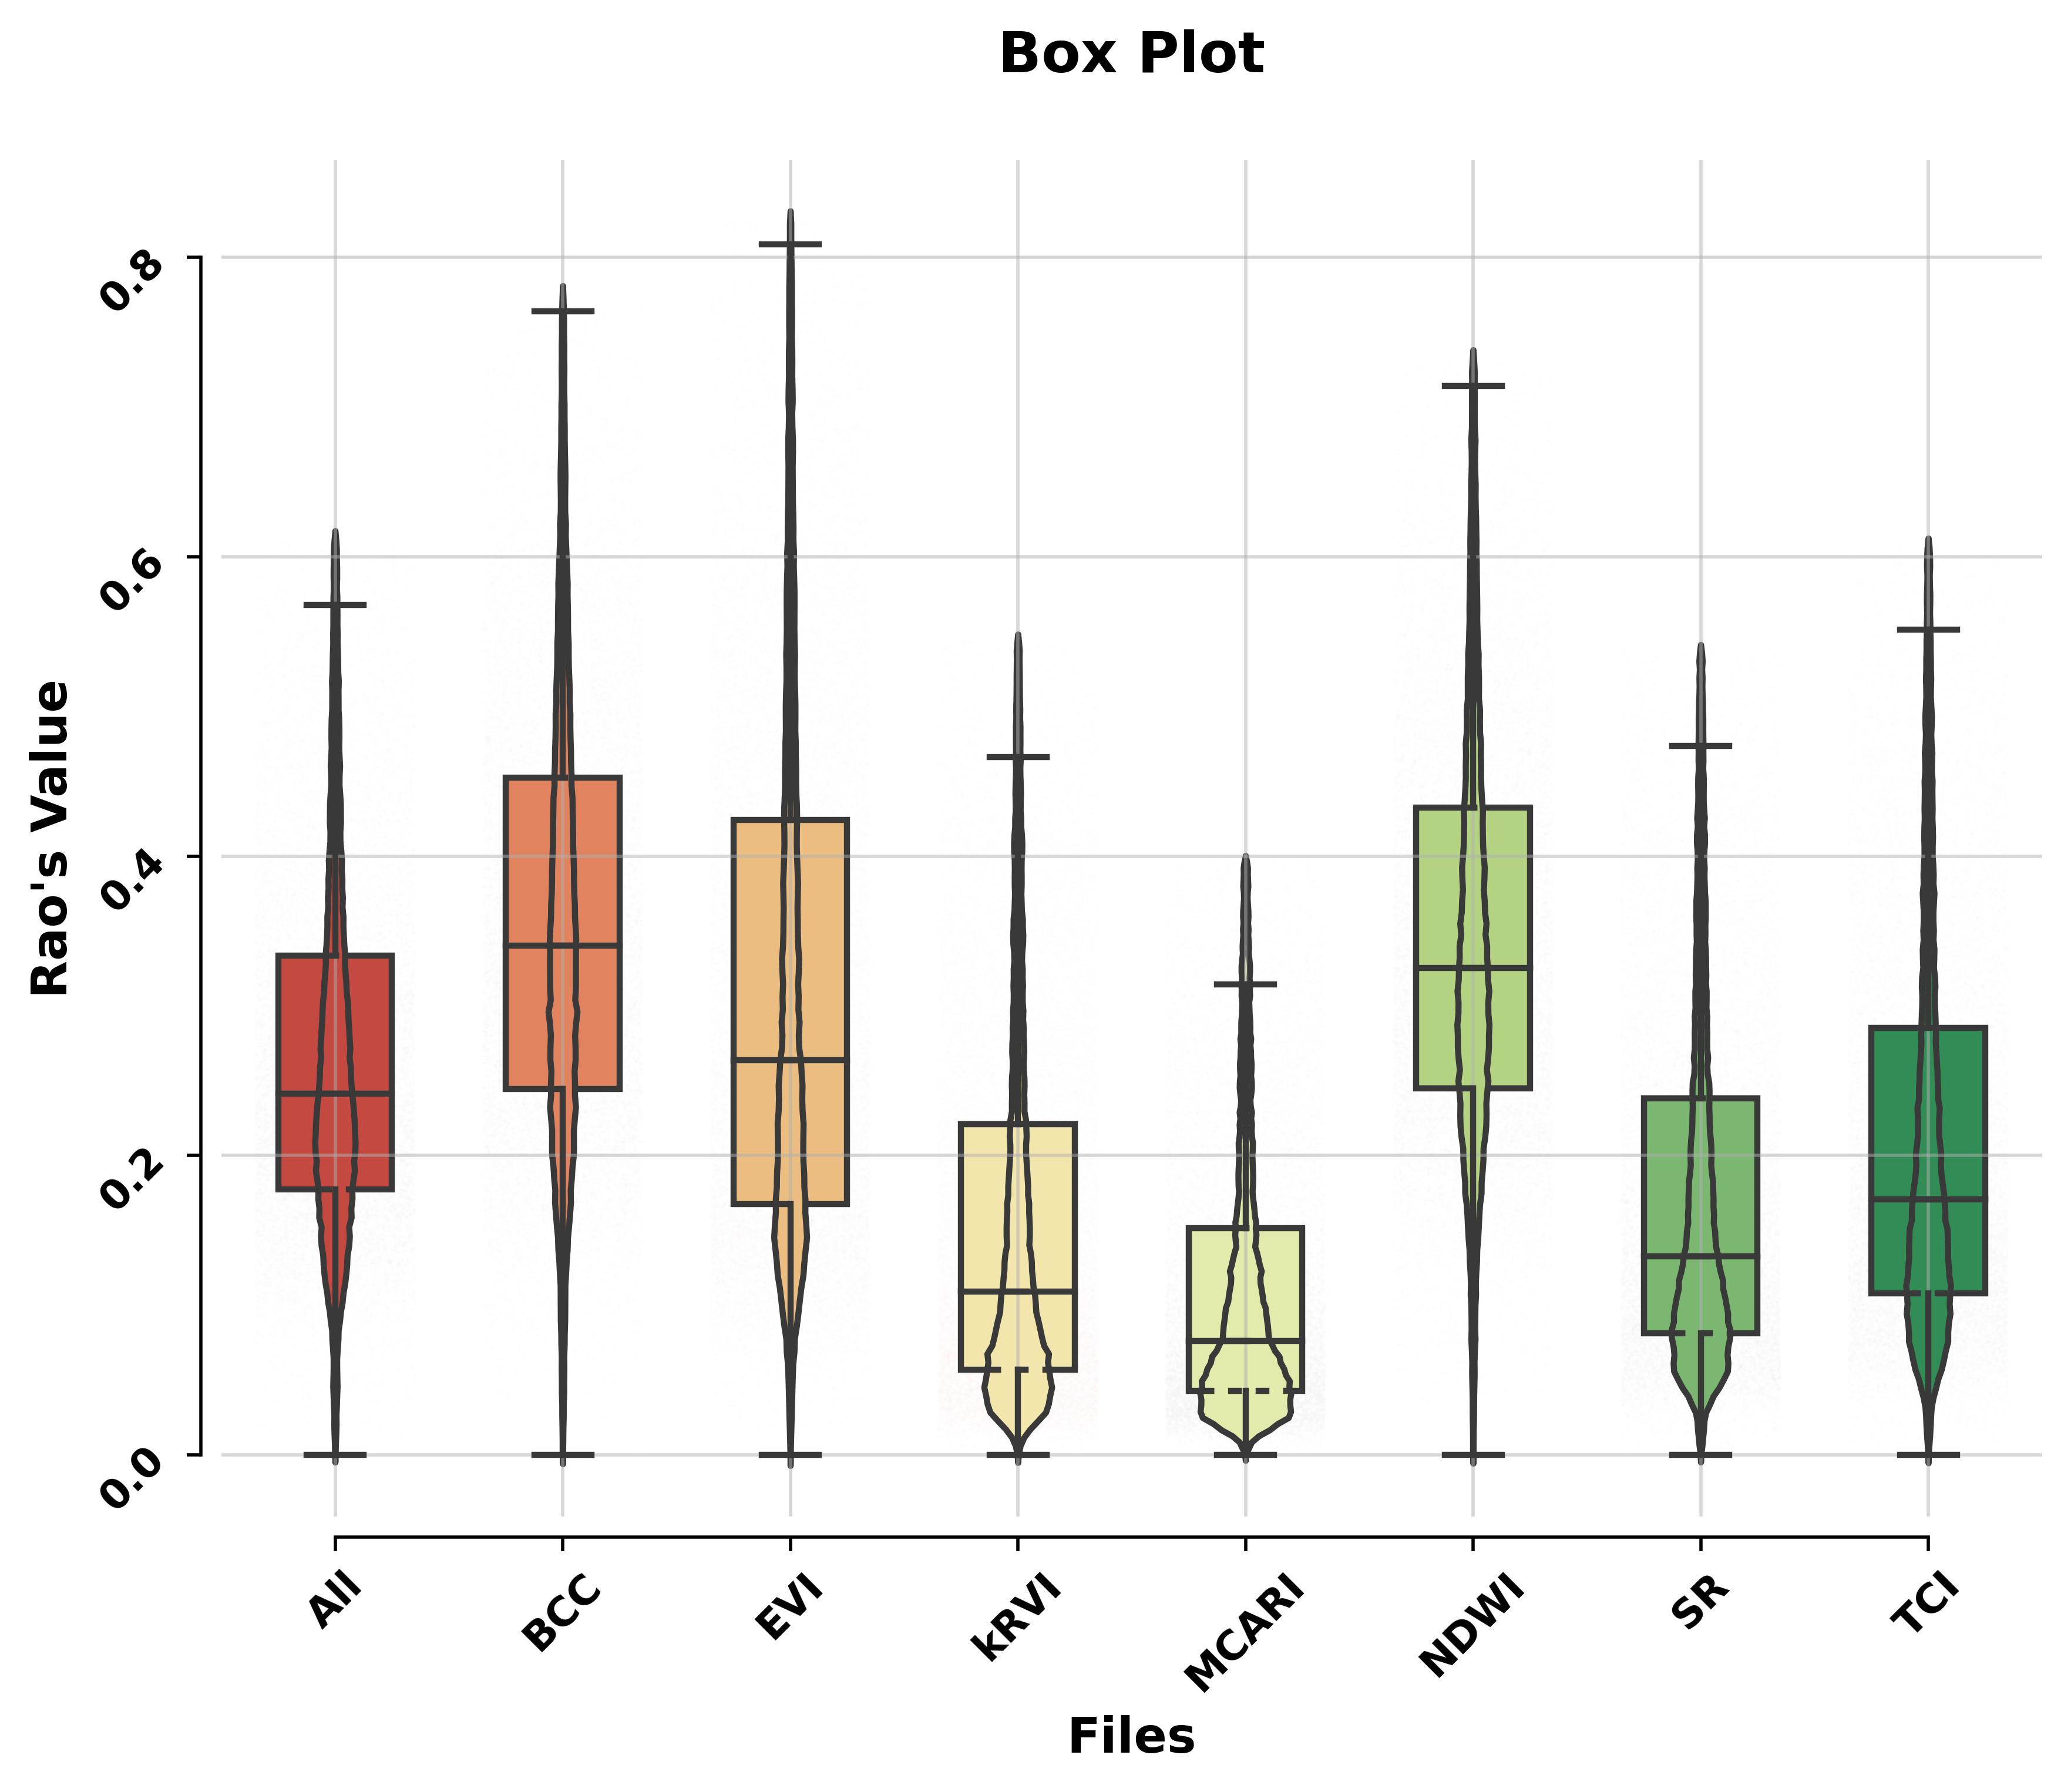 Box Plot
Rao's Value
0.8
0.6
0.4
0.2
0.0
All BCC EVI kRVI MCARI NDWI SR TCI
Files